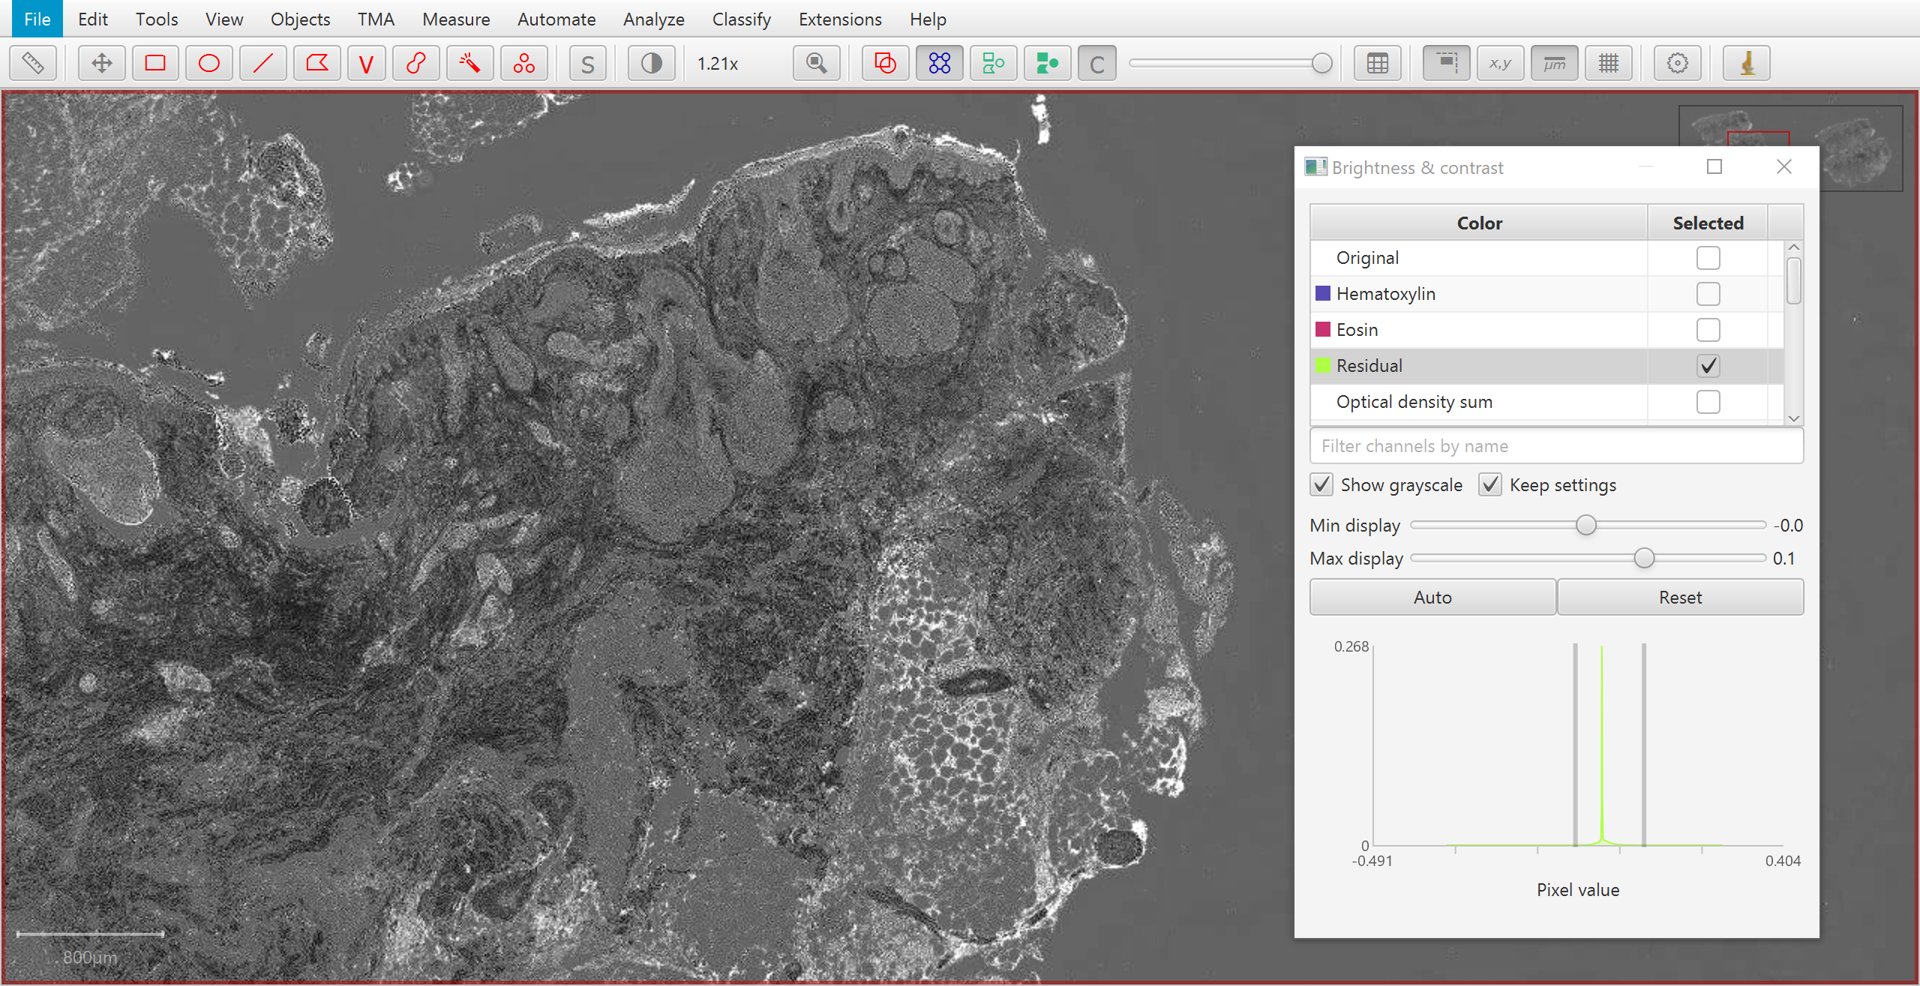 File Edit Tools View Objects TMA Measure Automate Analyze Classify Extensions Help
V S 1.21x C x,y μm
Brightness & contrast
Color Selected
Original
Hematoxylin
Eosin
Residual
Optical density sum
Filter channels by name
Show grayscale Keep settings
Min display -0.0
Max display 0.1
Auto Reset
0.268
0
-0.491 0.404
Pixel value
800μm